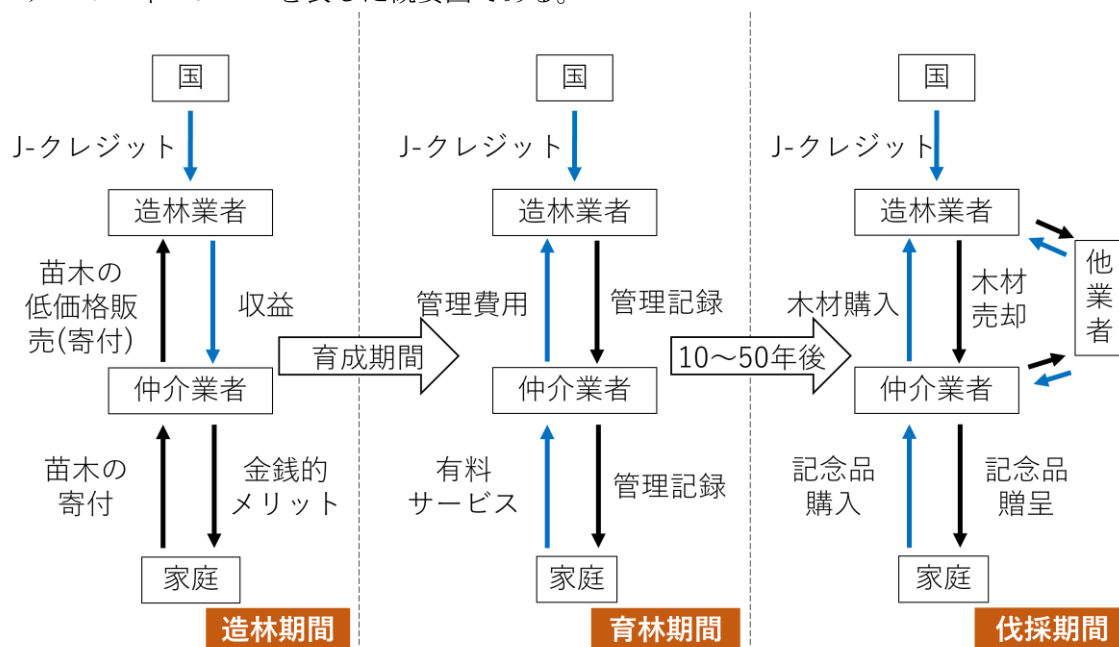 国
J-クレジット
造林業者
苗木の
低価格販
売(寄付)
収益
仲介業者
苗木の
寄付
金銭的
メリット
家庭
造林期間
育成期間
国
J-クレジット
造林業者
管理費用
管理記録
仲介業者
有料
サービス
管理記録
家庭
育林期間
10～50年後
国
J-クレジット
造林業者
他
業
者
木材購入
木材
売却
仲介業者
記念品
購入
記念品
贈呈
家庭
伐採期間